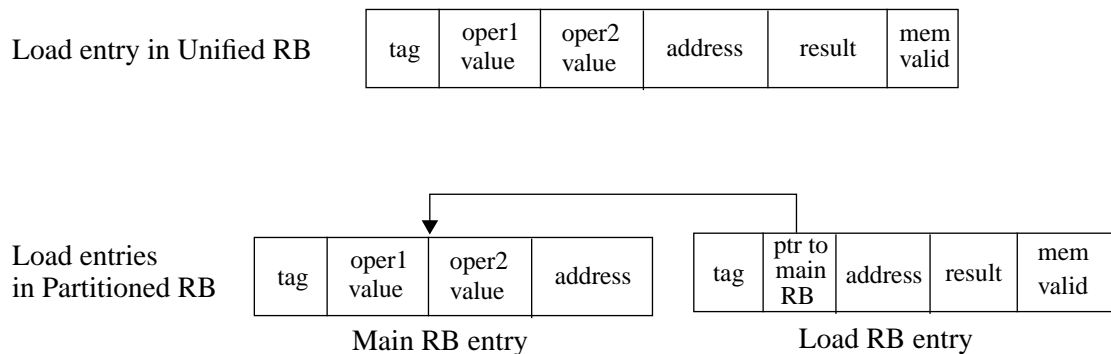 Load entry in Unified RB
tag
oper1
value
oper2
value
address
result
mem
valid
Load entries
in Partitioned RB
tag
oper1
value
oper2
value
address
Main RB entry
tag
ptr to
main
RB
address
result
mem
valid
Load RB entry